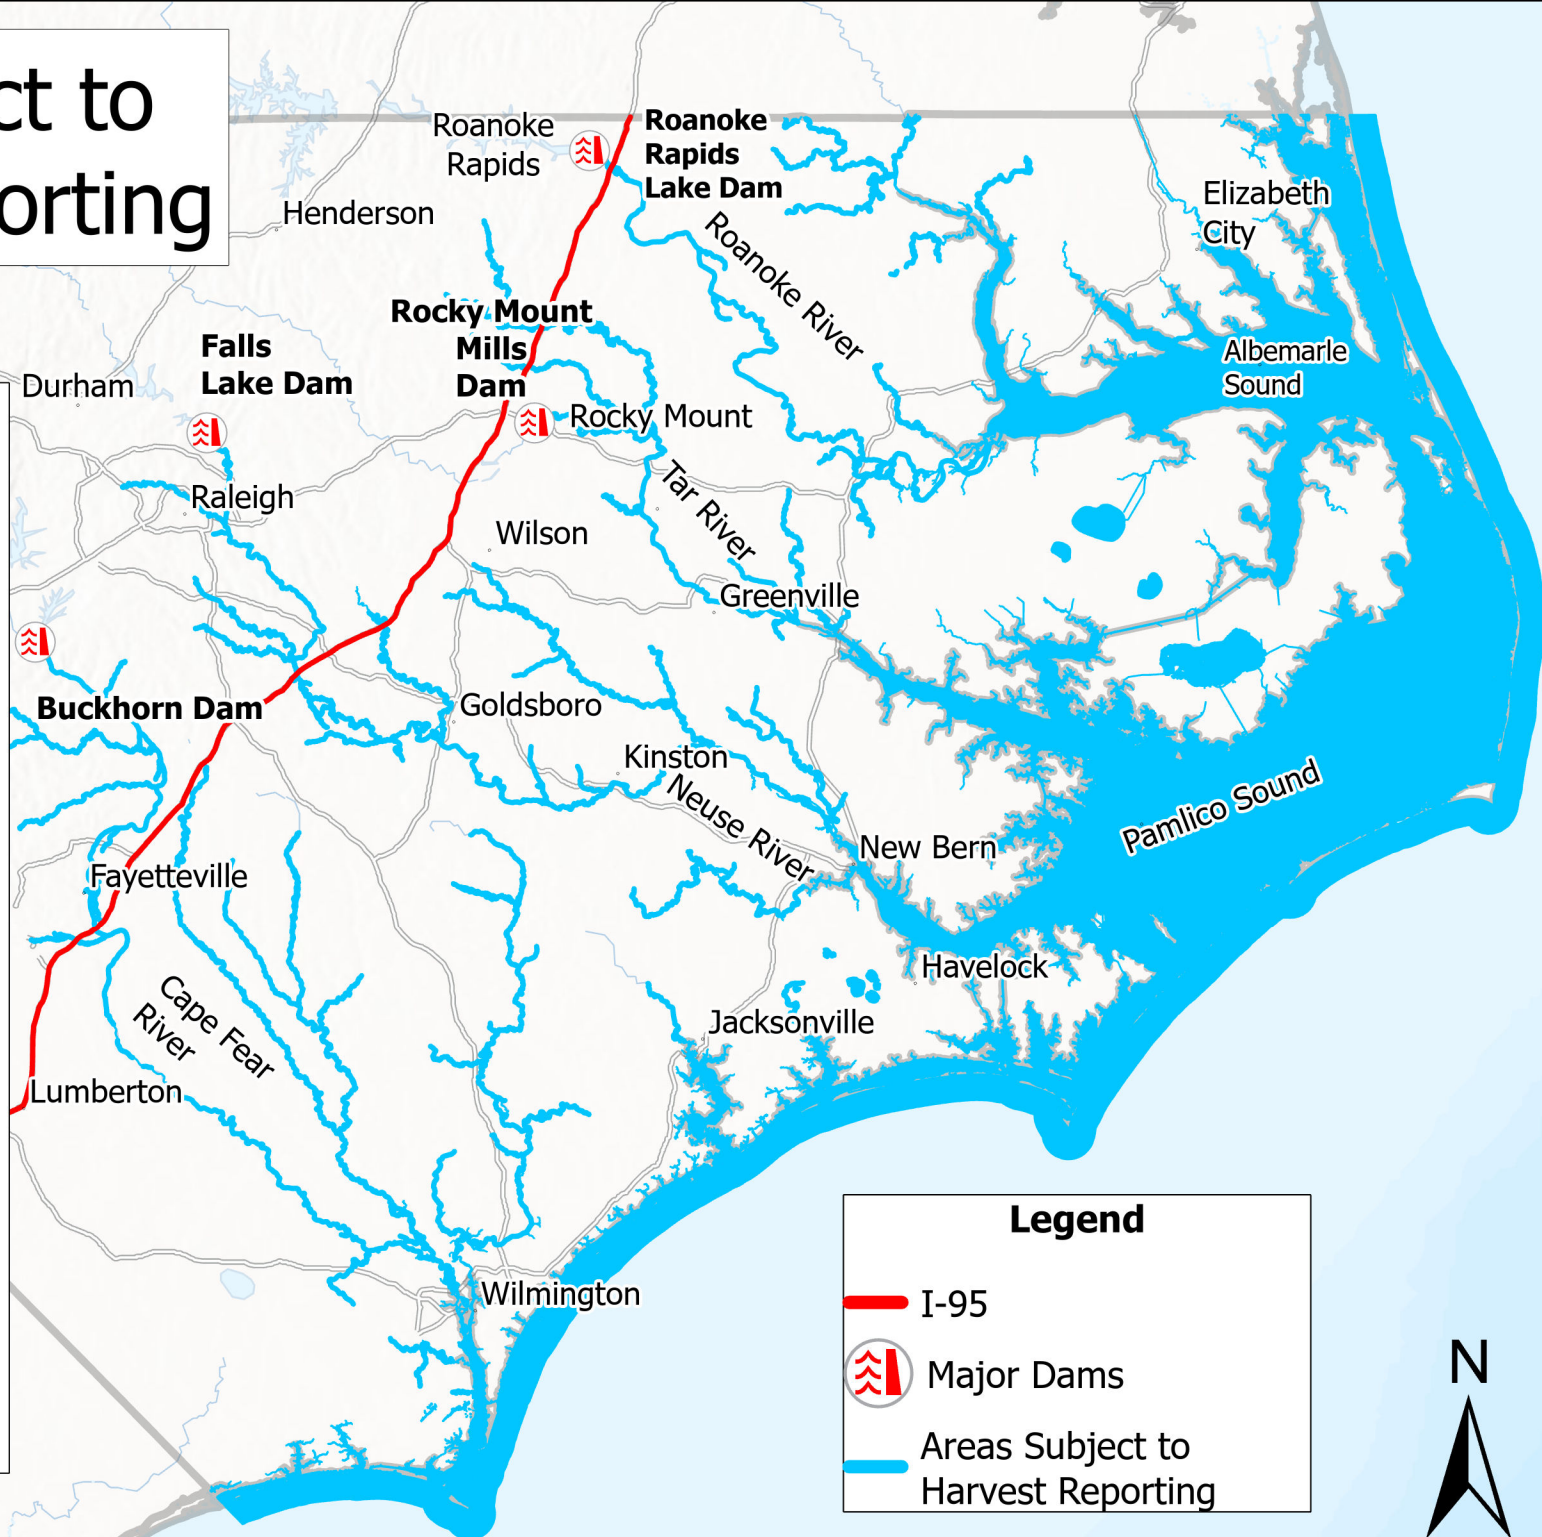 ct to
orting
Roanoke
Rapids
Roanoke
Rapids
Lake Dam
Elizabeth
City
Henderson
Roanoke River
Rocky Mount
Mills
Dam
Falls
Lake Dam
Albemarle
Sound
Durham
Rocky Mount
Raleigh
Tar River
Wilson
Greenville
Buckhorn Dam
Goldsboro
Kinston
Neuse River
Pamlico Sound
New Bern
Fayetteville
Havelock
Cape Fear
River
Jacksonville
Lumberton
Wilmington
Legend
I-95
Major Dams
Areas Subject to
Harvest Reporting
N